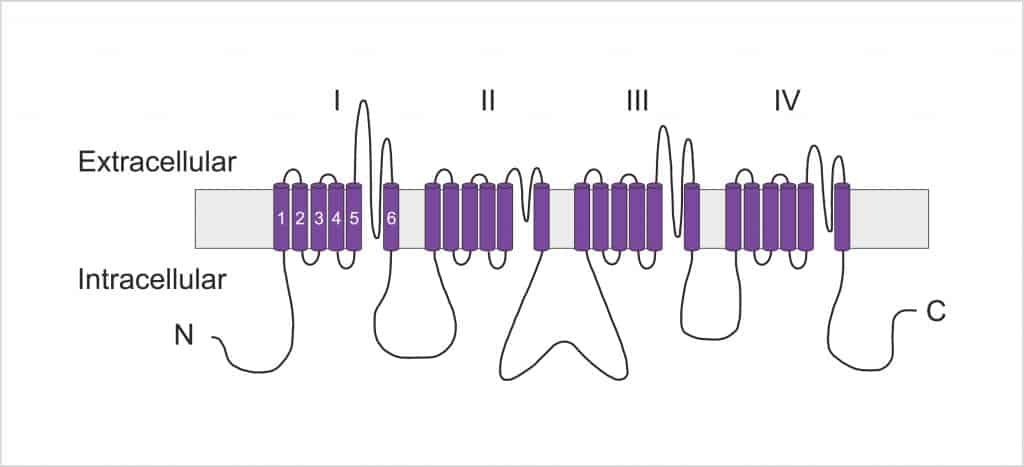 I II III IV
Extracellular
1 2 3 4 5 6
Intracellular
N
C